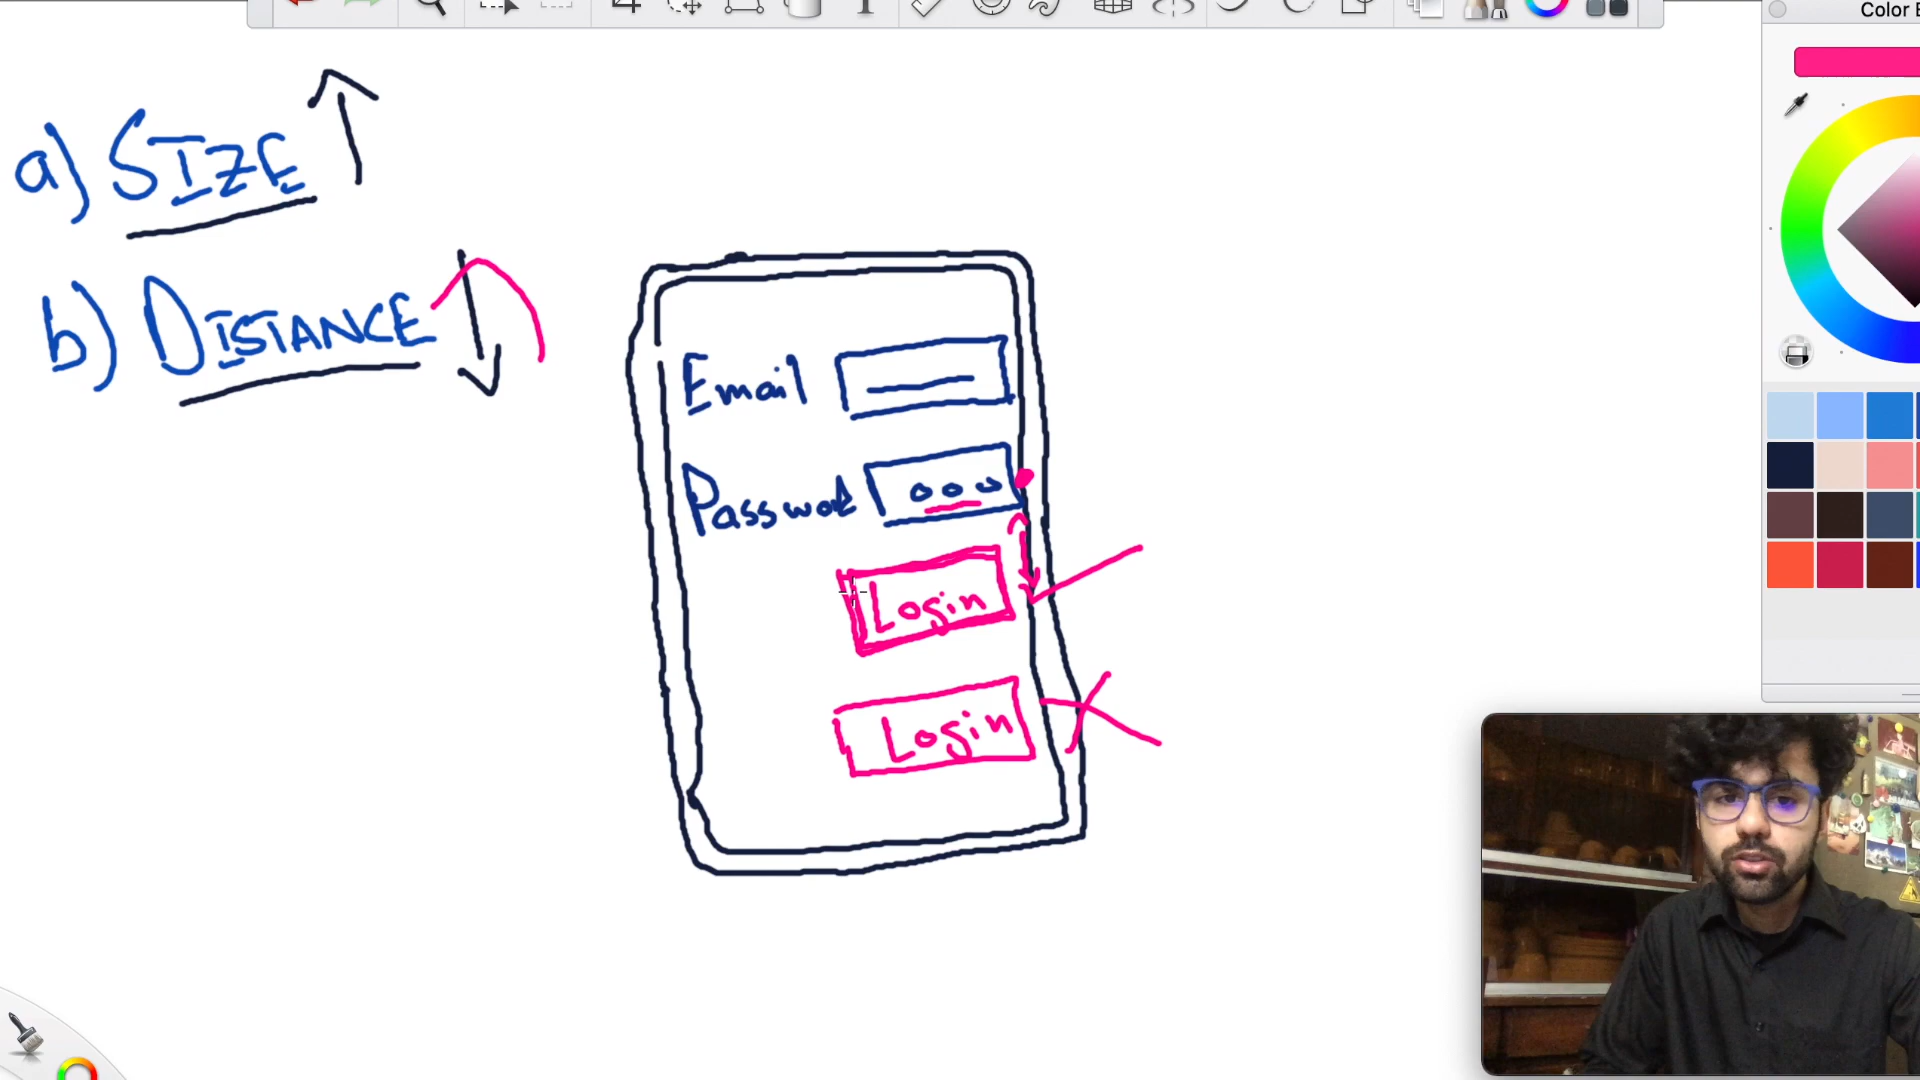 Color E
a) SIZE
b) DISTANCE
Email
Passwod
Login
Login